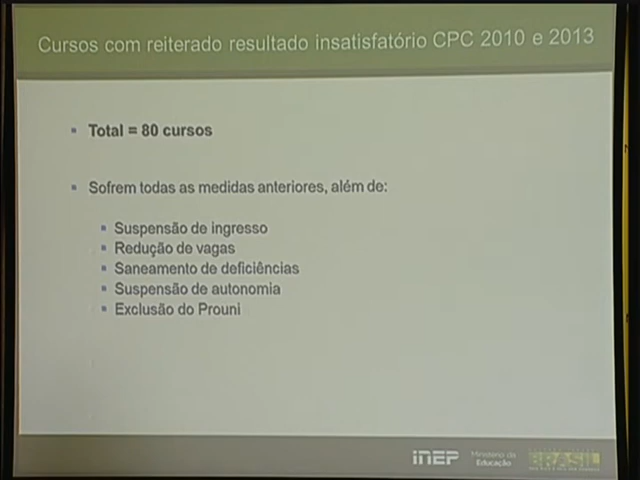 Cursos com reiterado resultado insatisfatório CPC 2010 e 2013
Total = 80 cursos
Sofrem todas as medidas anteriores, além de:
Suspensão de ingresso
Redução de vagas
Saneamento de deficiências
Suspensão de autonomia
Exclusão do Prouni
inep
Ministério da
Educação
BRASIL